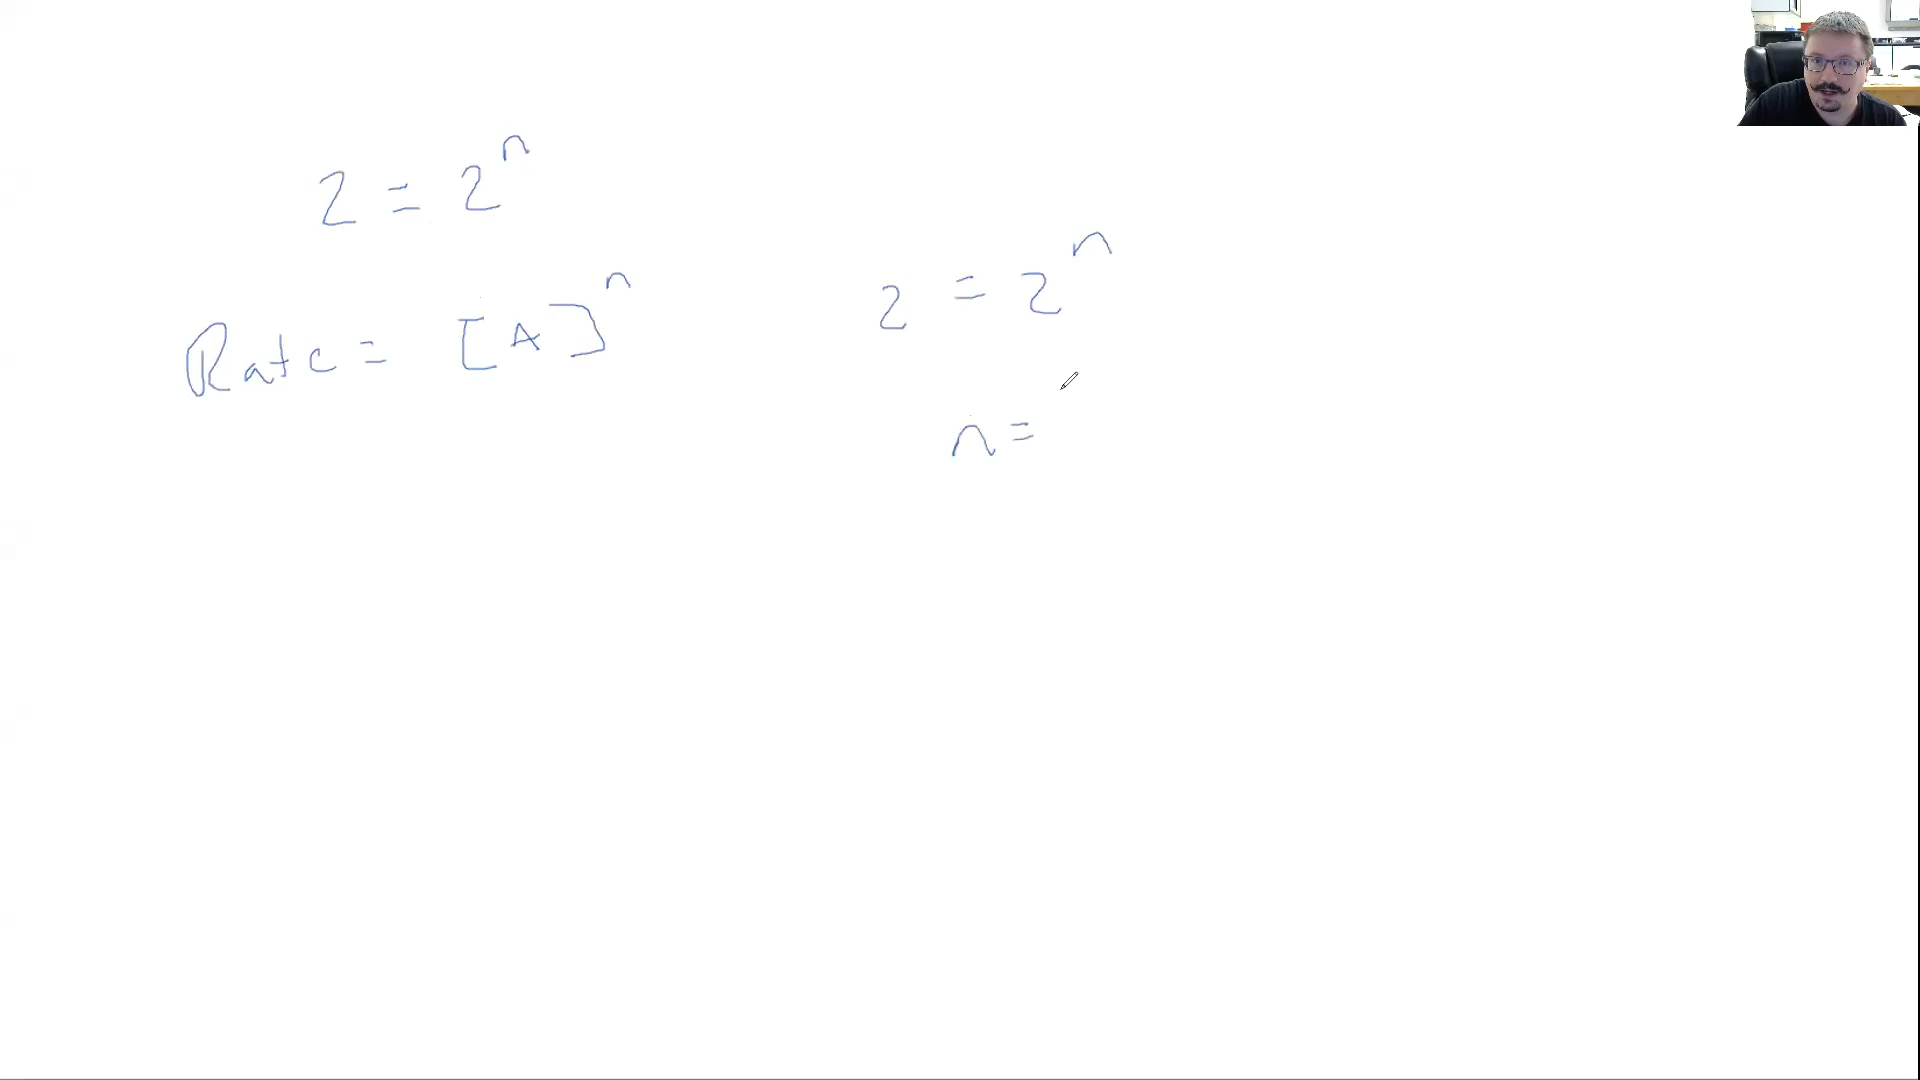 2 = 2^n
Rate = [A]^n
2 = 2^n
n =